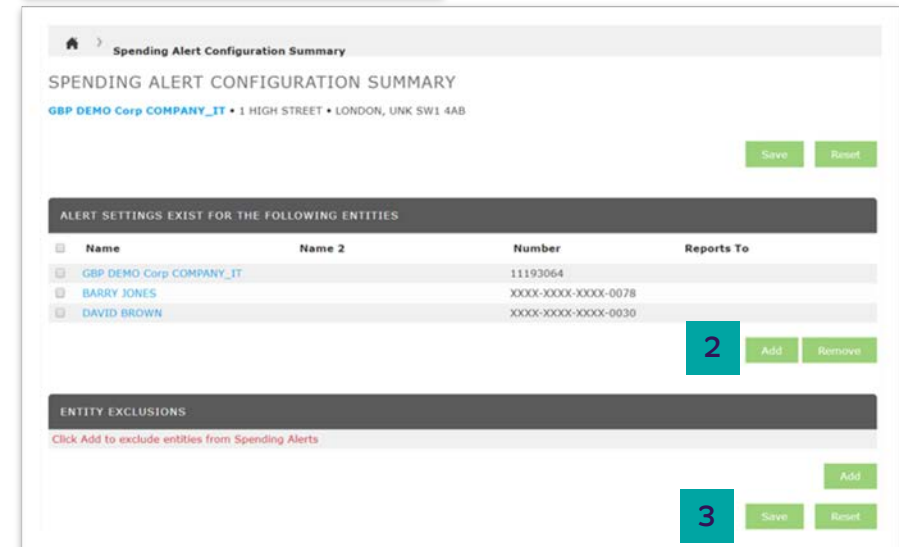 Spending Alert Configuration Summary
SPENDING ALERT CONFIGURATION SUMMARY
GBP DEMO Corp COMPANY_IT • 1 HIGH STREET • LONDON, UNK SW1 4AB
Save Reset
ALERT SETTINGS EXIST FOR THE FOLLOWING ENTITIES
Name Name 2 Number Reports To
GBP DEMO Corp COMPANY_IT 11193064
BARRY JONES XXXX-XXXX-XXXX-0078
DAVID BROWN XXXX-XXXX-XXXX-0030
2 Add Remove
ENTITY EXCLUSIONS
Click Add to exclude entities from Spending Alerts
Add
3 Save Reset